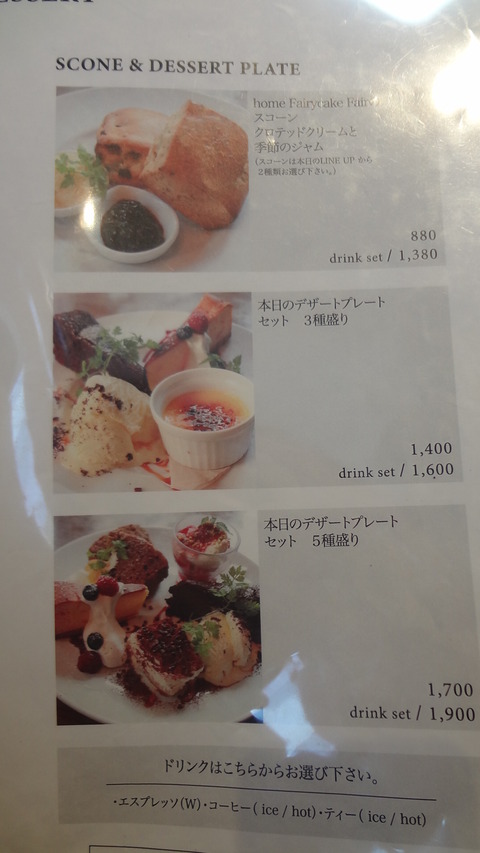 SCONE & DESSERT PLATE
home Fairycake Fair
スコーン
クロテッドクリームと
季節のジャム
(スコーンは本日のLINE UP から
２種類お選び下さい。)
880
drink set / 1,380
本日のデザートプレート
セット　３種盛り
1,400
drink set / 1,600
本日のデザートプレート
セット　５種盛り
1,700
drink set / 1,900
ドリンクはこちらからお選び下さい。
・エスプレッソ(W)・コーヒー( ice / hot)・ティー( ice / hot)